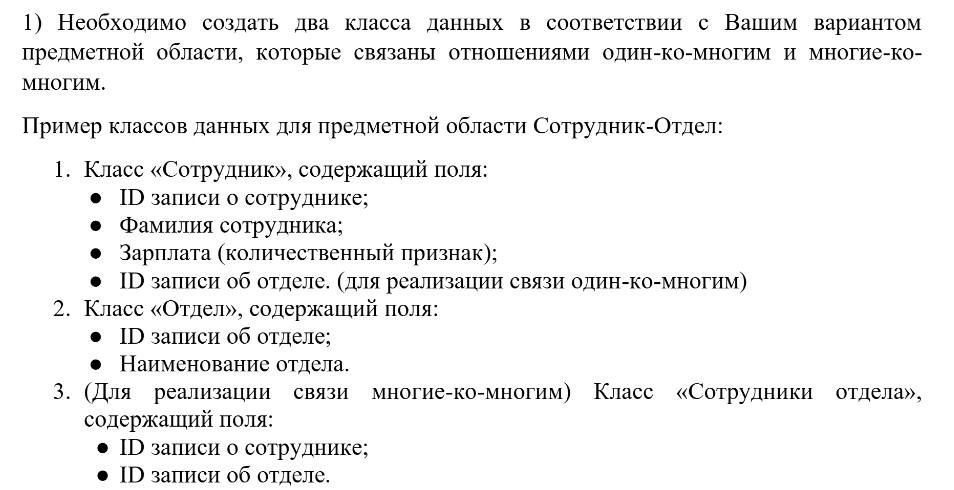 1) Необходимо создать два класса данных в соответствии с Вашим вариантом
предметной области, которые связаны отношениями один-ко-многим и многие-ко-
многим.
Пример классов данных для предметной области Сотрудник-Отдел:
1. Класс «Сотрудник», содержащий поля:
● ID записи о сотруднике;
● Фамилия сотрудника;
● Зарплата (количественный признак);
● ID записи об отделе. (для реализации связи один-ко-многим)
2. Класс «Отдел», содержащий поля:
● ID записи об отделе;
● Наименование отдела.
3. (Для реализации связи многие-ко-многим) Класс «Сотрудники отдела»,
содержащий поля:
● ID записи о сотруднике;
● ID записи об отделе.